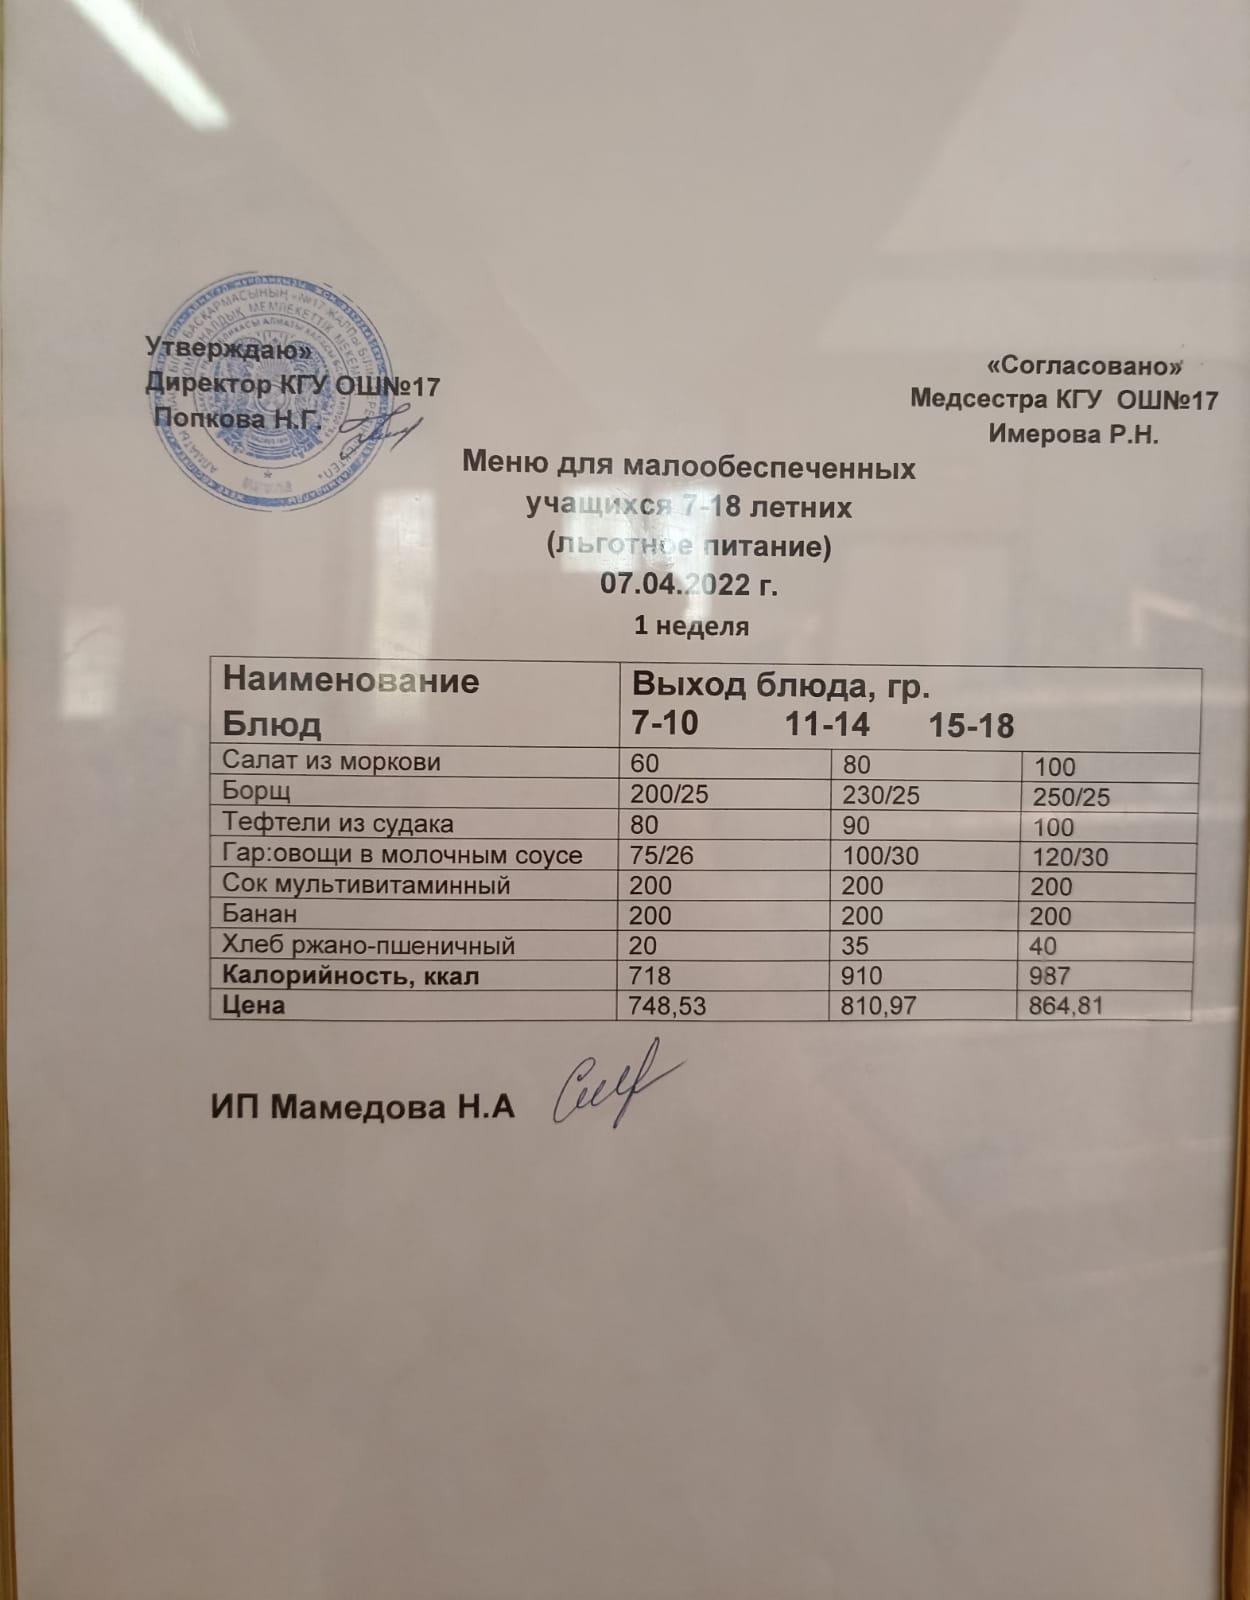 Утверждаю»
Директор КГУ ОШ№17
Попкова Н.Г.
«Согласовано»
Медсестра КГУ ОШ№17
Имерова Р.Н.
Меню для малообеспеченных
учащихся 7-18 летних
(льготное питание)
07.04.2022 г.
1 неделя
Наименование Выход блюда, гр.
Блюд 7-10 11-14 15-18
Салат из моркови 60 80 100
Борщ 200/25 230/25 250/25
Тефтели из судака 80 90 100
Гар:овощи в молочным соусе 75/26 100/30 120/30
Сок мультивитаминный 200 200 200
Банан 200 200 200
Хлеб ржано-пшеничный 20 35 40
Калорийность, ккал 718 910 987
Цена 748,53 810,97 864,81
ИП Мамедова Н.А